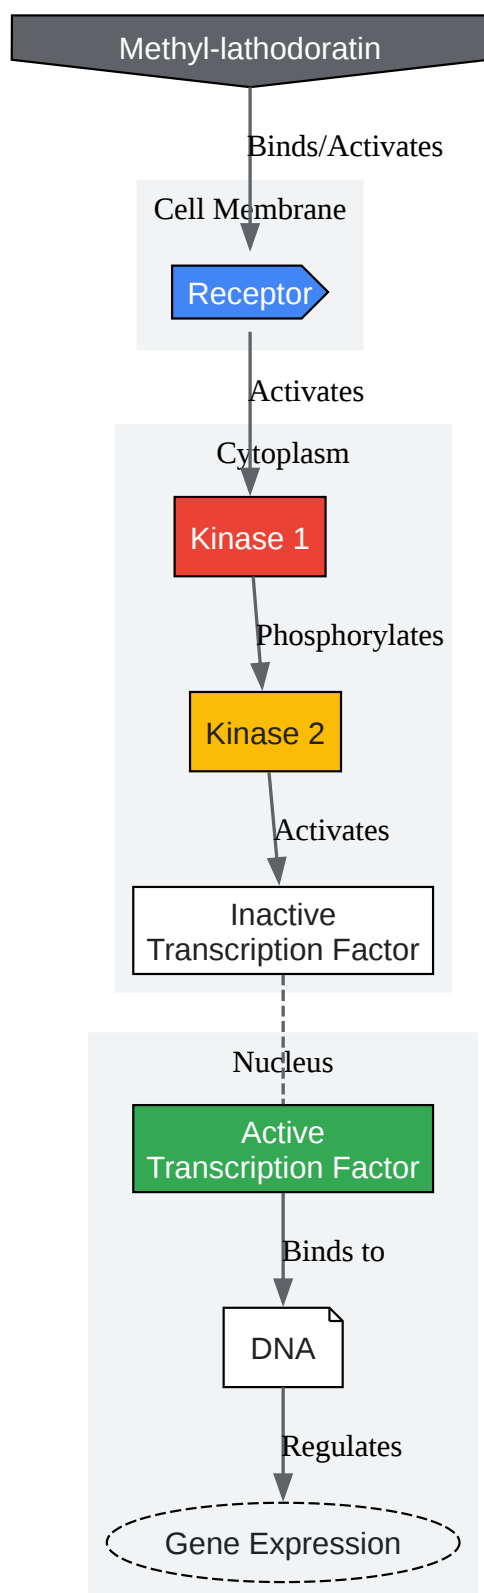 Methyl-lathodoratin
Binds/Activates
Cell Membrane
Receptor
Activates
Cytoplasm
Kinase 1
Phosphorylates
Kinase 2
Activates
Inactive
Transcription Factor
Nucleus
Active
Transcription Factor
Binds to
DNA
Regulates
Gene Expression